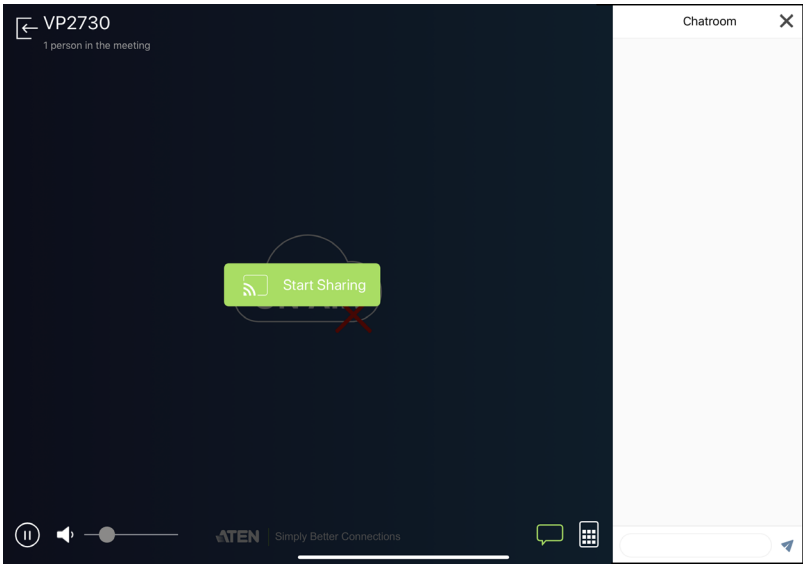 VP2730
1 person in the meeting
Chatroom
Start Sharing
ATEN
Simply Better Connections